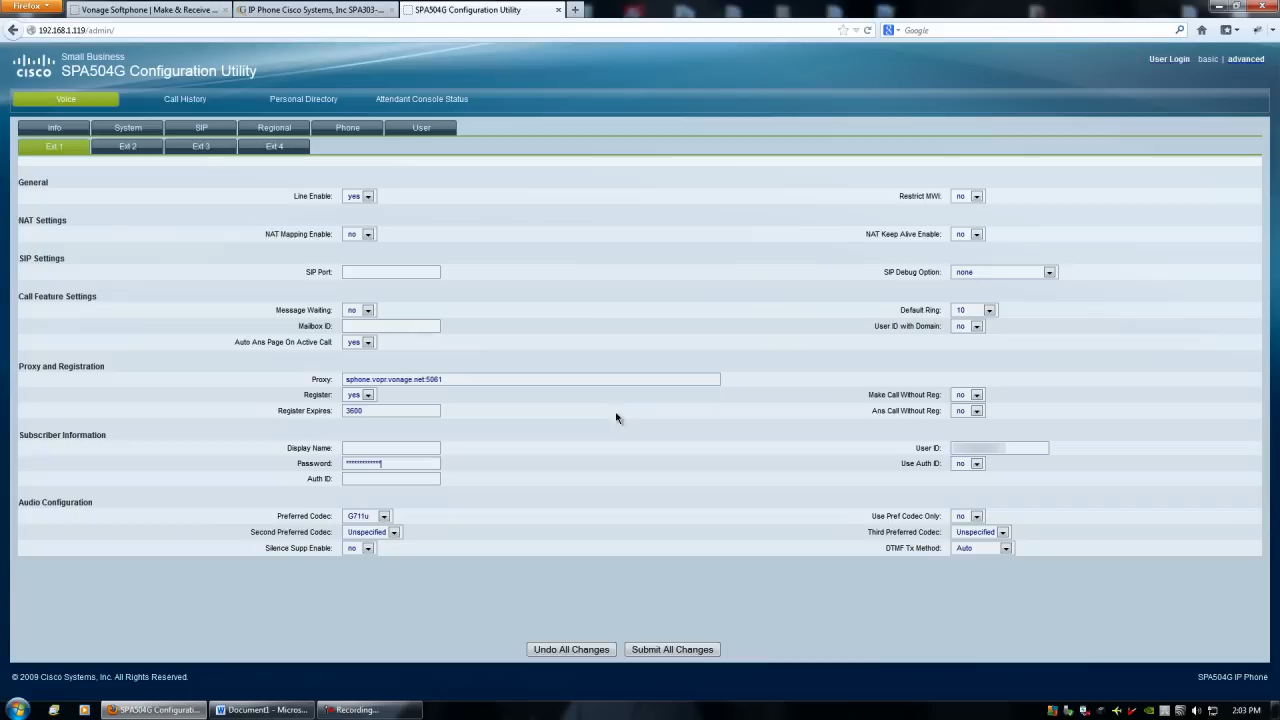 Firefox
Vonage Softphone | Make & Receive ...
IP Phone Cisco Systems, Inc SPA303-...
SPA504G Configuration Utility
192.168.1.119/admin/
Google
Small Business
CISCO
SPA504G Configuration Utility
User Login basic | advanced
Voice Call History Personal Directory Attendant Console Status
Info System SIP Regional Phone User
Ext 1 Ext 2 Ext 3 Ext 4
General
Line Enable: yes Restrict MWI: no
NAT Settings
NAT Mapping Enable: no NAT Keep Alive Enable: no
SIP Settings
SIP Port: SIP Debug Option: none
Call Feature Settings
Message Waiting: no Default Ring: 10
Mailbox ID: User ID with Domain: no
Auto Ans Page On Active Call: yes
Proxy and Registration
Proxy: sphone.vopr.vonage.net:5061
Register: yes Make Call Without Reg: no
Register Expires: 3600 Ans Call Without Reg: no
Subscriber Information
Display Name: User ID:
Password: ************* Use Auth ID: no
Auth ID:
Audio Configuration
Preferred Codec: G711u Use Pref Codec Only: no
Second Preferred Codec: Unspecified Third Preferred Codec: Unspecified
Silence Supp Enable: no DTMF Tx Method: Auto
Undo All Changes Submit All Changes
© 2009 Cisco Systems, Inc. All Rights Reserved. SPA504G IP Phone
SPA504G Configurati... Document1 - Micros... Recording... 2:03 PM